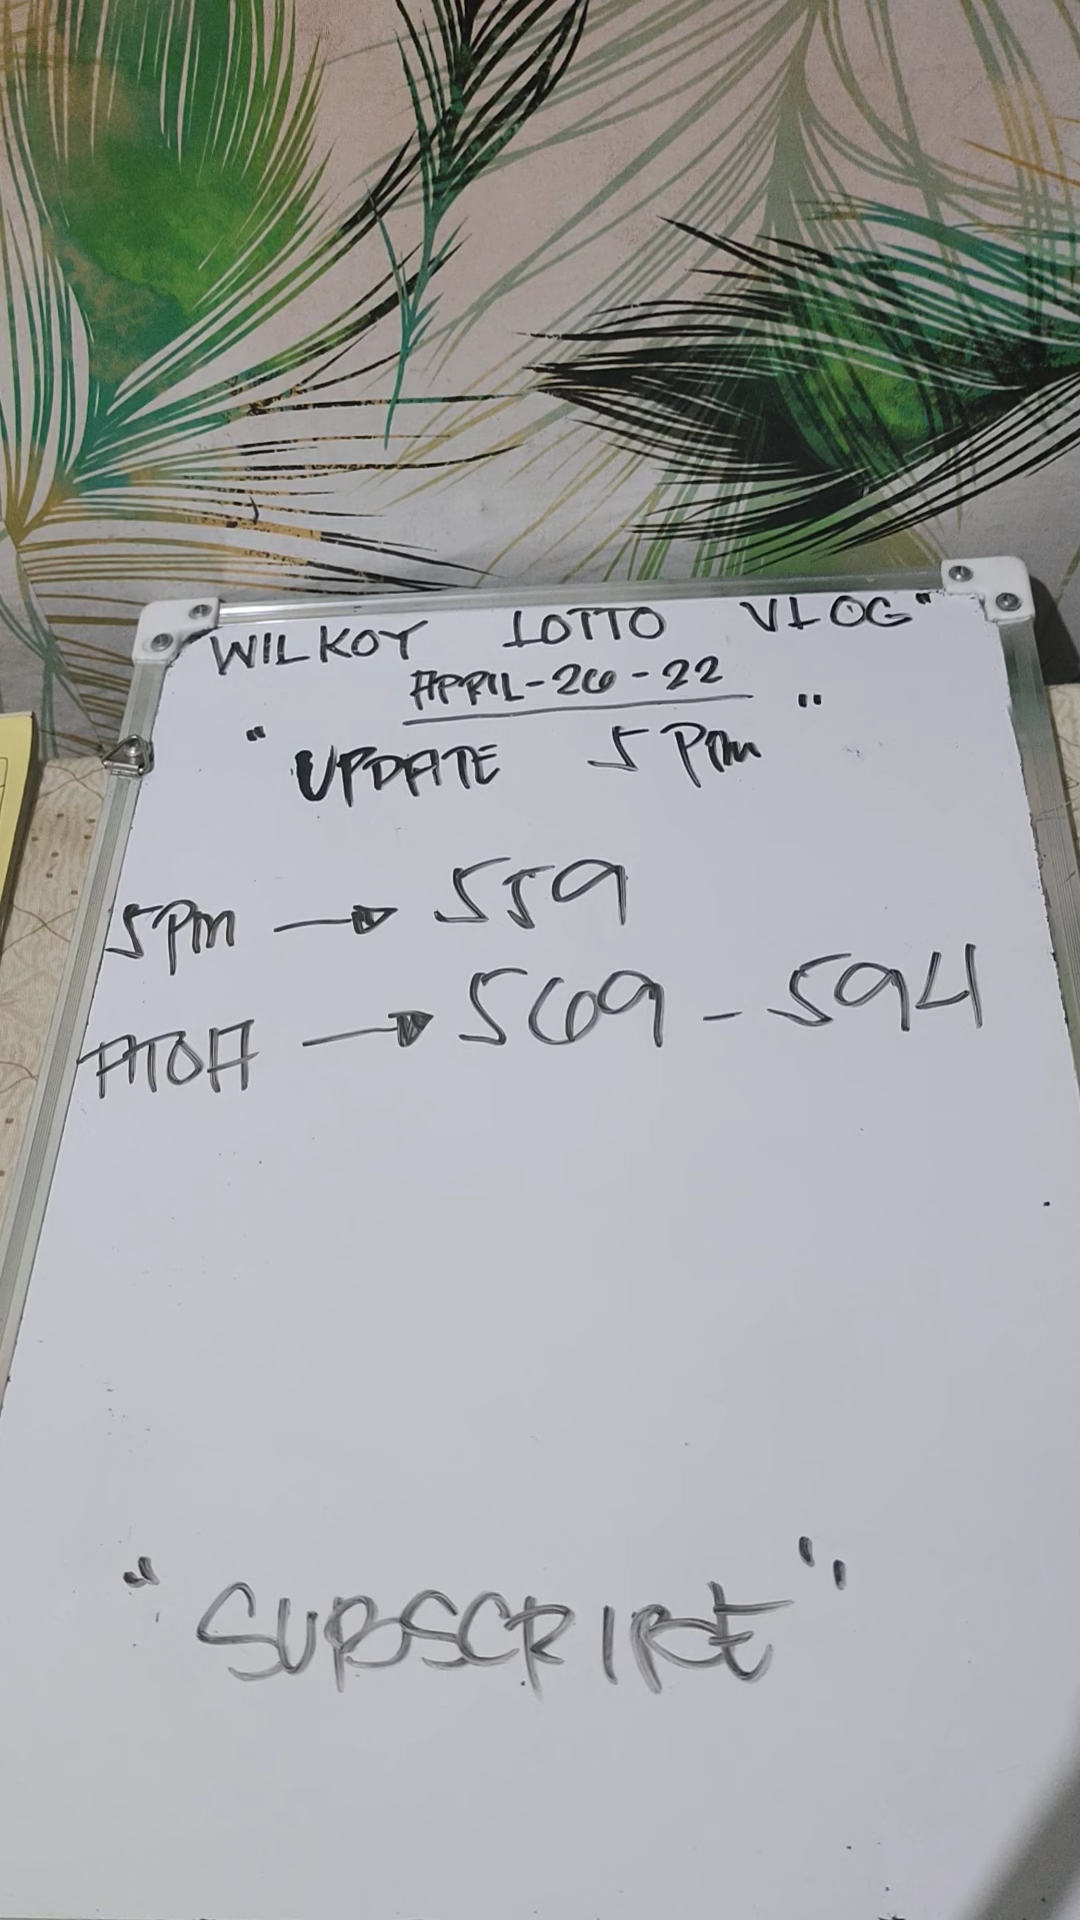 WILKOY LOTTO VLOG"
APRIL-26-22
"UPDATE 5 Pm"
5Pm → 559
ATOA → 569 - 594
"SUBSCRIBE"